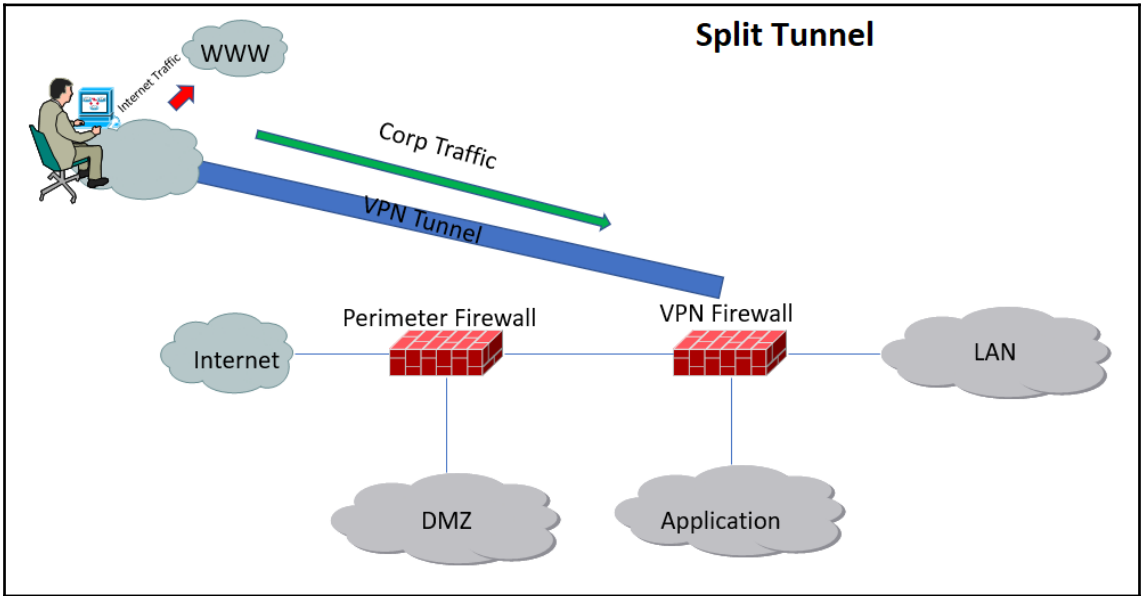 Split Tunnel
WWW
Internet Traffic
Corp Traffic
VPN Tunnel
Perimeter Firewall
VPN Firewall
Internet
LAN
DMZ
Application